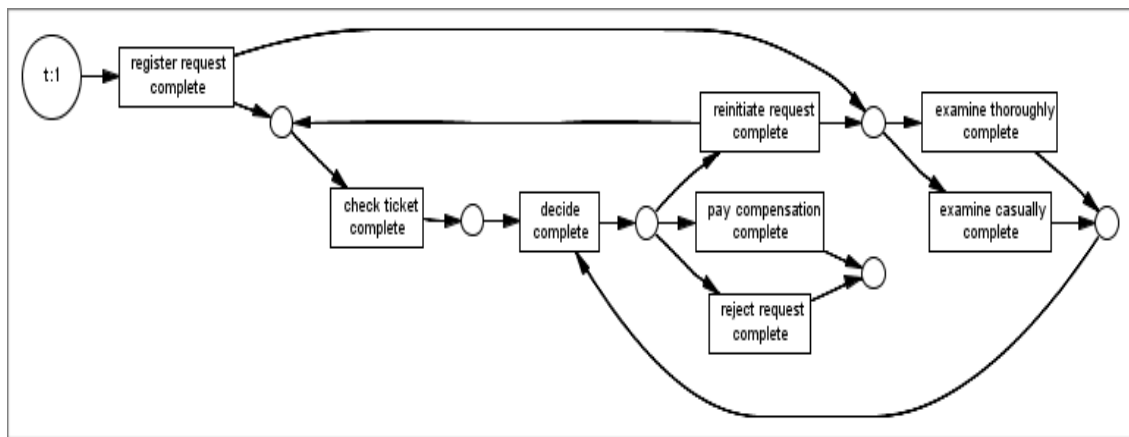 t:1
register request
complete
reinitiate request
complete
examine thoroughly
complete
check ticket
complete
decide
complete
pay compensation
complete
examine casually
complete
reject request
complete